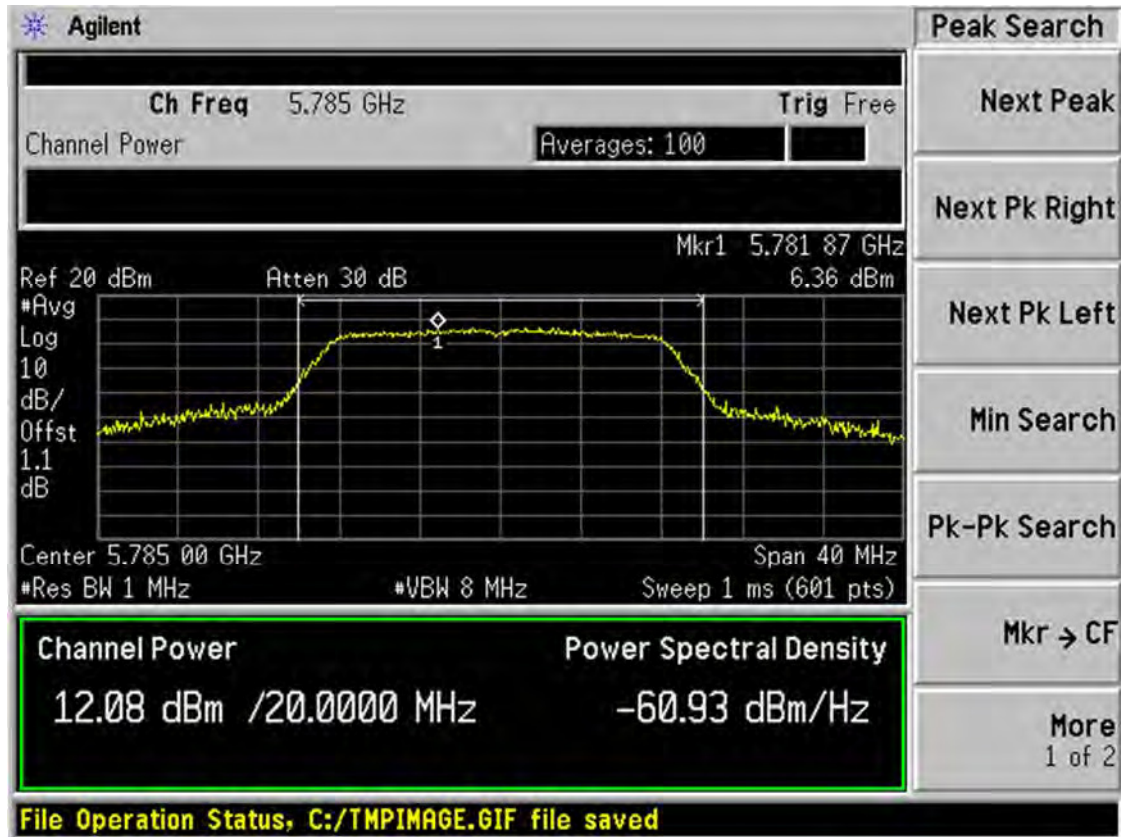 Agilent
Peak Search
Ch Freq 5.785 GHz Trig Free
Channel Power Averages: 100
Mkr1 5.781 87 GHz
Ref 20 dBm Atten 30 dB 6.36 dBm
#Avg
Log
10
dB/
Offst
1.1
dB
1
Center 5.785 00 GHz Span 40 MHz
#Res BW 1 MHz #VBW 8 MHz Sweep 1 ms (601 pts)
Channel Power Power Spectral Density
12.08 dBm /20.0000 MHz -60.93 dBm/Hz
File Operation Status, C:/TMPIMAGE.GIF file saved
Next Peak
Next Pk Right
Next Pk Left
Min Search
Pk-Pk Search
Mkr → CF
More
1 of 2